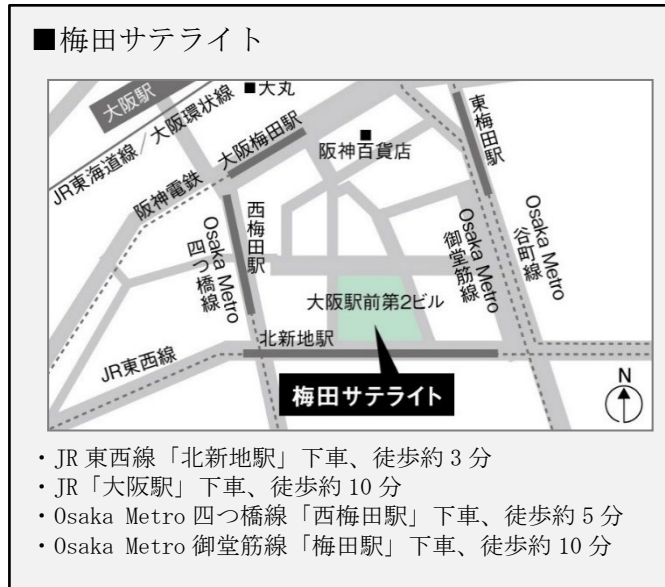 ■梅田サテライト
大阪駅
■大丸
JR東海道線／大阪環状線
大阪梅田駅
阪神電鉄
阪神百貨店
東梅田駅
西梅田駅
Osaka Metro
四つ橋線
Osaka Metro
御堂筋線
Osaka Metro
谷町線
大阪駅前第2ビル
北新地駅
JR東西線
梅田サテライト
N
・JR 東西線「北新地駅」下車、徒歩約 3 分
・JR「大阪駅」下車、徒歩約 10 分
・Osaka Metro 四つ橋線「西梅田駅」下車、徒歩約 5 分
・Osaka Metro 御堂筋線「梅田駅」下車、徒歩約 10 分